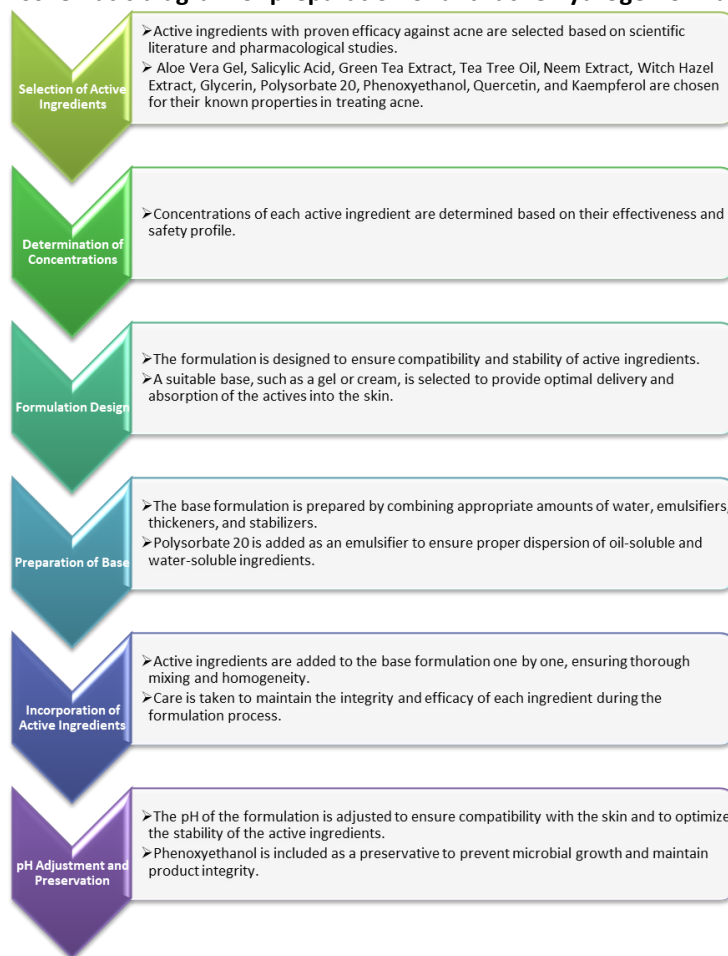 Selection of Active
Ingredients
➢Active ingredients with proven efficacy against acne are selected based on scientific
literature and pharmacological studies.
➢ Aloe Vera Gel, Salicylic Acid, Green Tea Extract, Tea Tree Oil, Neem Extract, Witch Hazel
Extract, Glycerin, Polysorbate 20, Phenoxyethanol, Quercetin, and Kaempferol are chosen
for their known properties in treating acne.
Determination of
Concentrations
➢Concentrations of each active ingredient are determined based on their effectiveness and
safety profile.
Formulation Design
➢The formulation is designed to ensure compatibility and stability of active ingredients.
➢A suitable base, such as a gel or cream, is selected to provide optimal delivery and
absorption of the actives into the skin.
Preparation of Base
➢The base formulation is prepared by combining appropriate amounts of water, emulsifiers,
thickeners, and stabilizers.
➢Polysorbate 20 is added as an emulsifier to ensure proper dispersion of oil-soluble and
water-soluble ingredients.
Incorporation of
Active Ingredients
➢Active ingredients are added to the base formulation one by one, ensuring thorough
mixing and homogeneity.
➢Care is taken to maintain the integrity and efficacy of each ingredient during the
formulation process.
pH Adjustment and
Preservation
➢The pH of the formulation is adjusted to ensure compatibility with the skin and to optimize
the stability of the active ingredients.
➢Phenoxyethanol is included as a preservative to prevent microbial growth and maintain
product integrity.